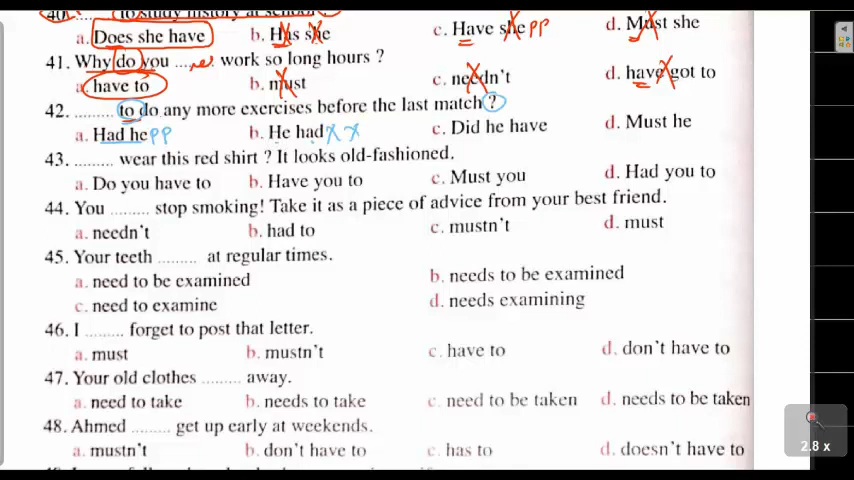 40. to study history at school?
a. Does she have b. Has she c. Have she PP d. Must she
41. Why do you ........ work so long hours ?
a. have to b. must c. needn't d. have got to
42. ......... to do any more exercises before the last match ?
a. Had he PP b. He had X X c. Did he have d. Must he
43. ......... wear this red shirt ? It looks old-fashioned.
a. Do you have to b. Have you to c. Must you d. Had you to
44. You ......... stop smoking! Take it as a piece of advice from your best friend.
a. needn't b. had to c. mustn't d. must
45. Your teeth ......... at regular times.
a. need to be examined b. needs to be examined
c. need to examine d. needs examining
46. I ......... forget to post that letter.
a. must b. mustn't c. have to d. don't have to
47. Your old clothes ......... away.
a. need to take b. needs to take c. need to be taken d. needs to be taken
48. Ahmed ......... get up early at weekends.
a. mustn't b. don't have to c. has to d. doesn't have to
2.8 x